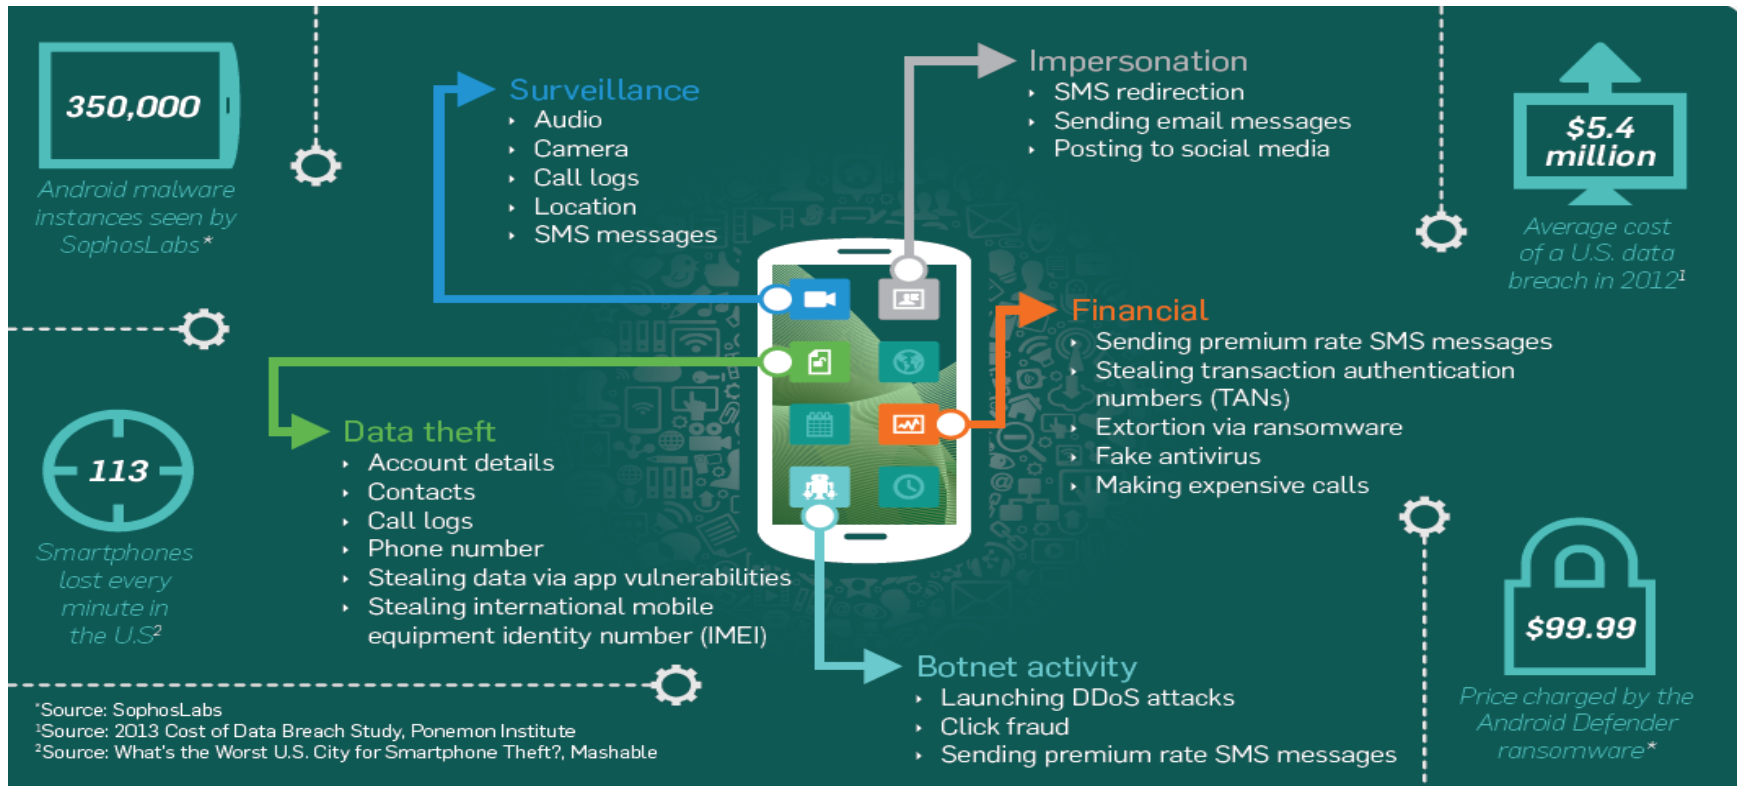 350,000
Android malware
instances seen by
SophosLabs*
Surveillance
‣ Audio
‣ Camera
‣ Call logs
‣ Location
‣ SMS messages
Impersonation
‣ SMS redirection
‣ Sending email messages
‣ Posting to social media
$5.4
million
Average cost
of a U.S. data
breach in 2012¹
Financial
‣ Sending premium rate SMS messages
‣ Stealing transaction authentication
numbers (TANs)
‣ Extortion via ransomware
‣ Fake antivirus
‣ Making expensive calls
113
Smartphones
lost every
minute in
the U.S²
Data theft
‣ Account details
‣ Contacts
‣ Call logs
‣ Phone number
‣ Stealing data via app vulnerabilities
‣ Stealing international mobile
equipment identity number (IMEI)
Botnet activity
‣ Launching DDoS attacks
‣ Click fraud
‣ Sending premium rate SMS messages
$99.99
Price charged by the
Android Defender
ransomware*
*Source: SophosLabs
¹Source: 2013 Cost of Data Breach Study, Ponemon Institute
²Source: What's the Worst U.S. City for Smartphone Theft?, Mashable